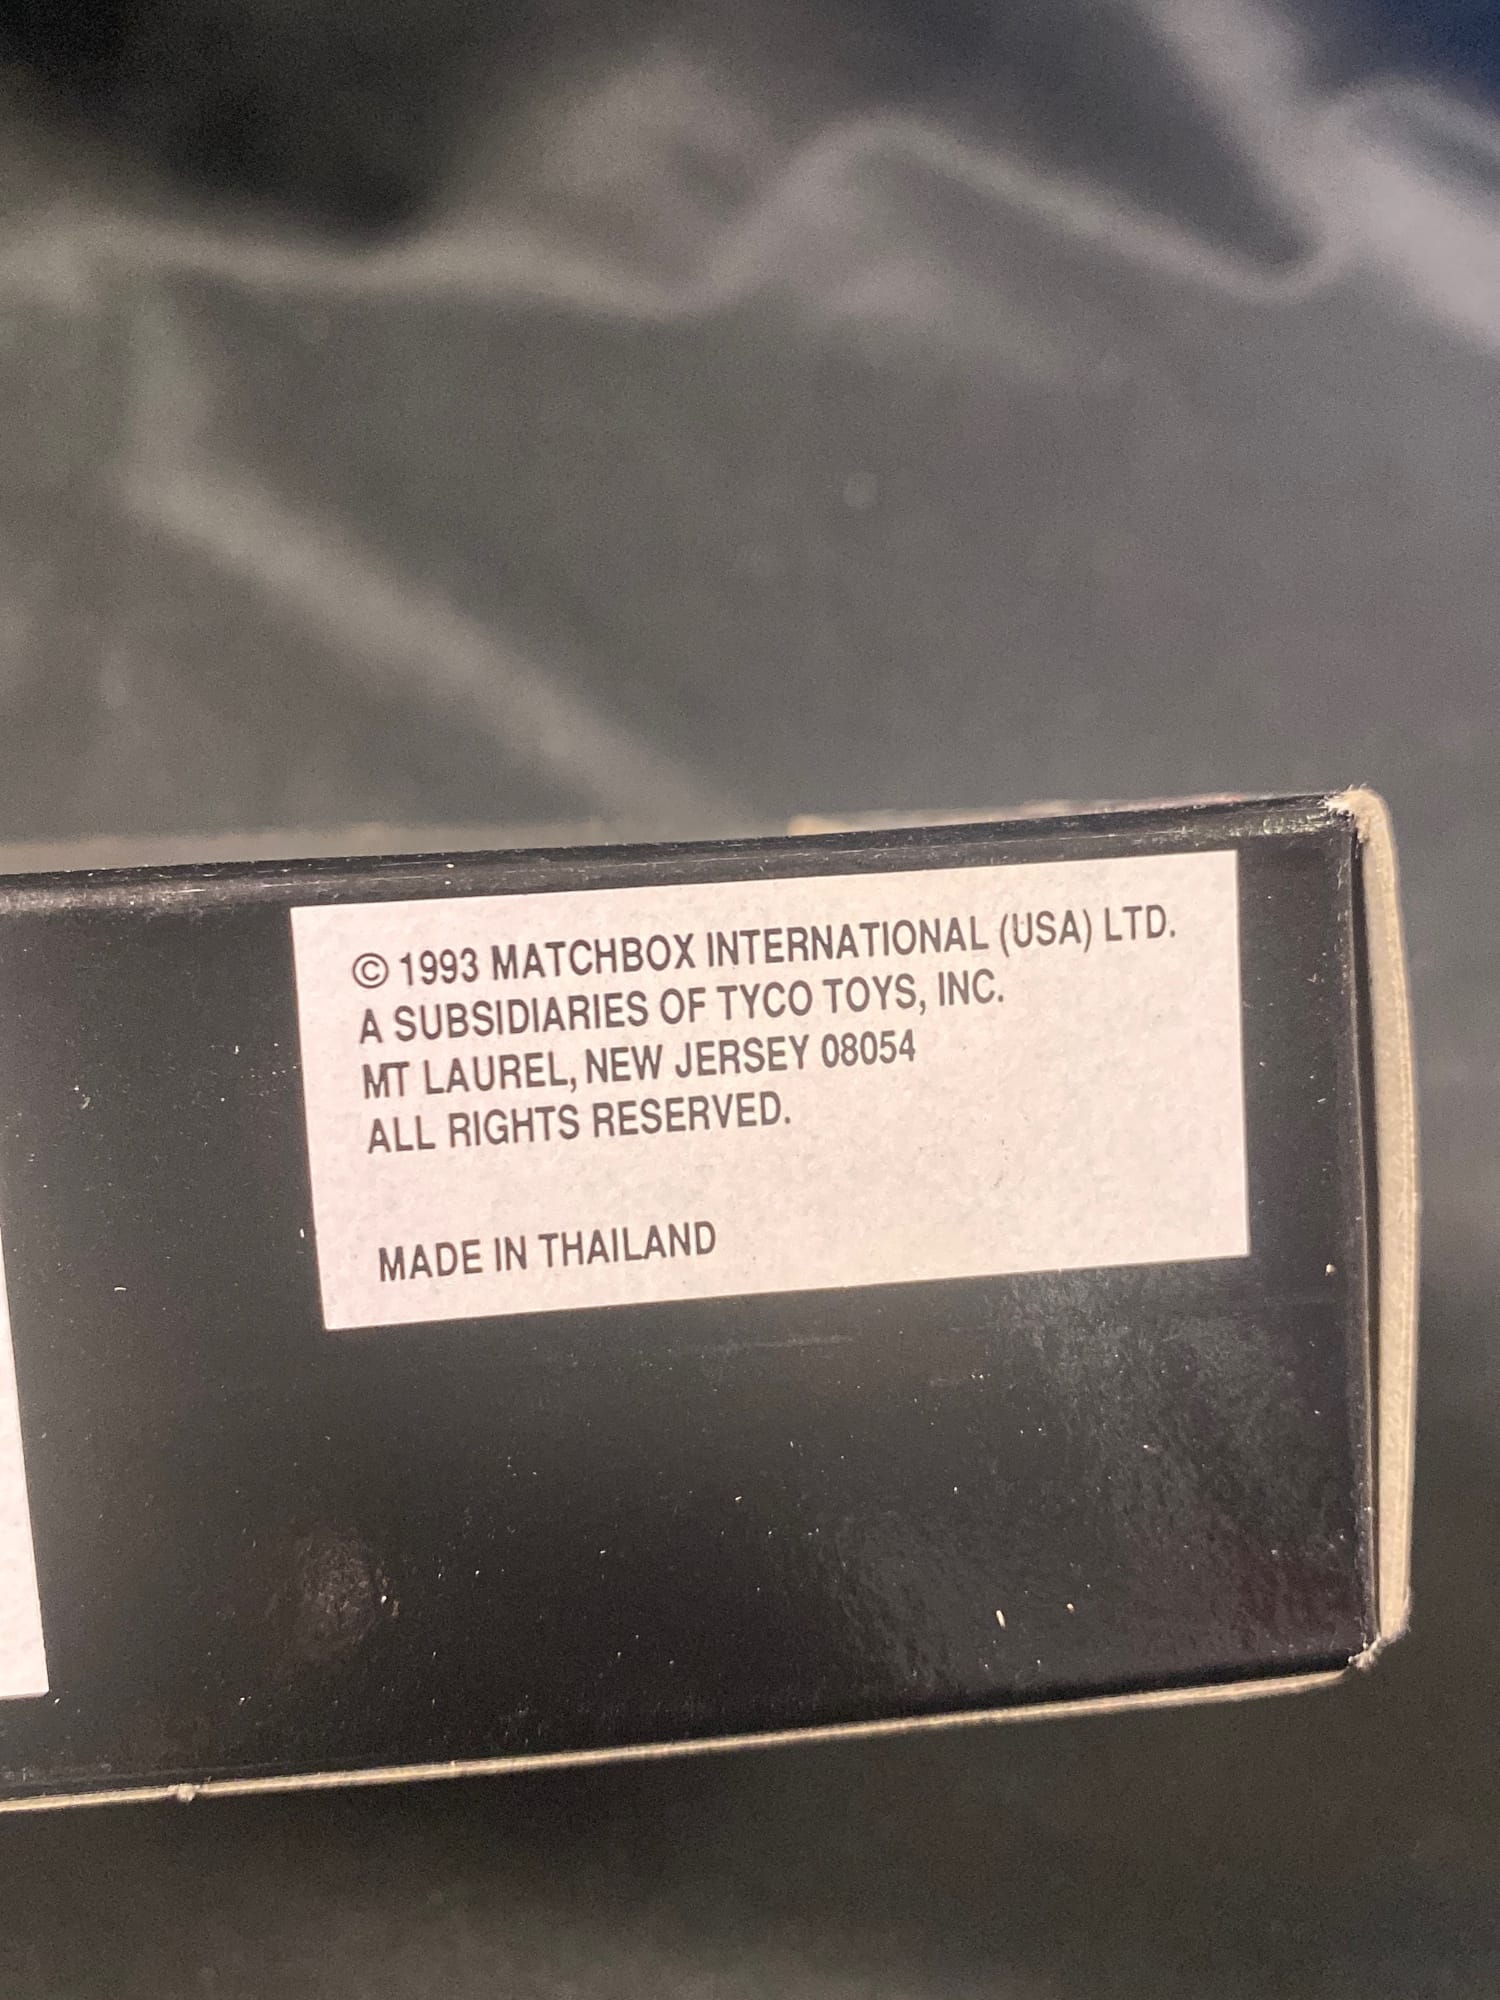 © 1993 MATCHBOX INTERNATIONAL (USA) LTD.
A SUBSIDIARIES OF TYCO TOYS, INC.
MT LAUREL, NEW JERSEY 08054
ALL RIGHTS RESERVED.
MADE IN THAILAND